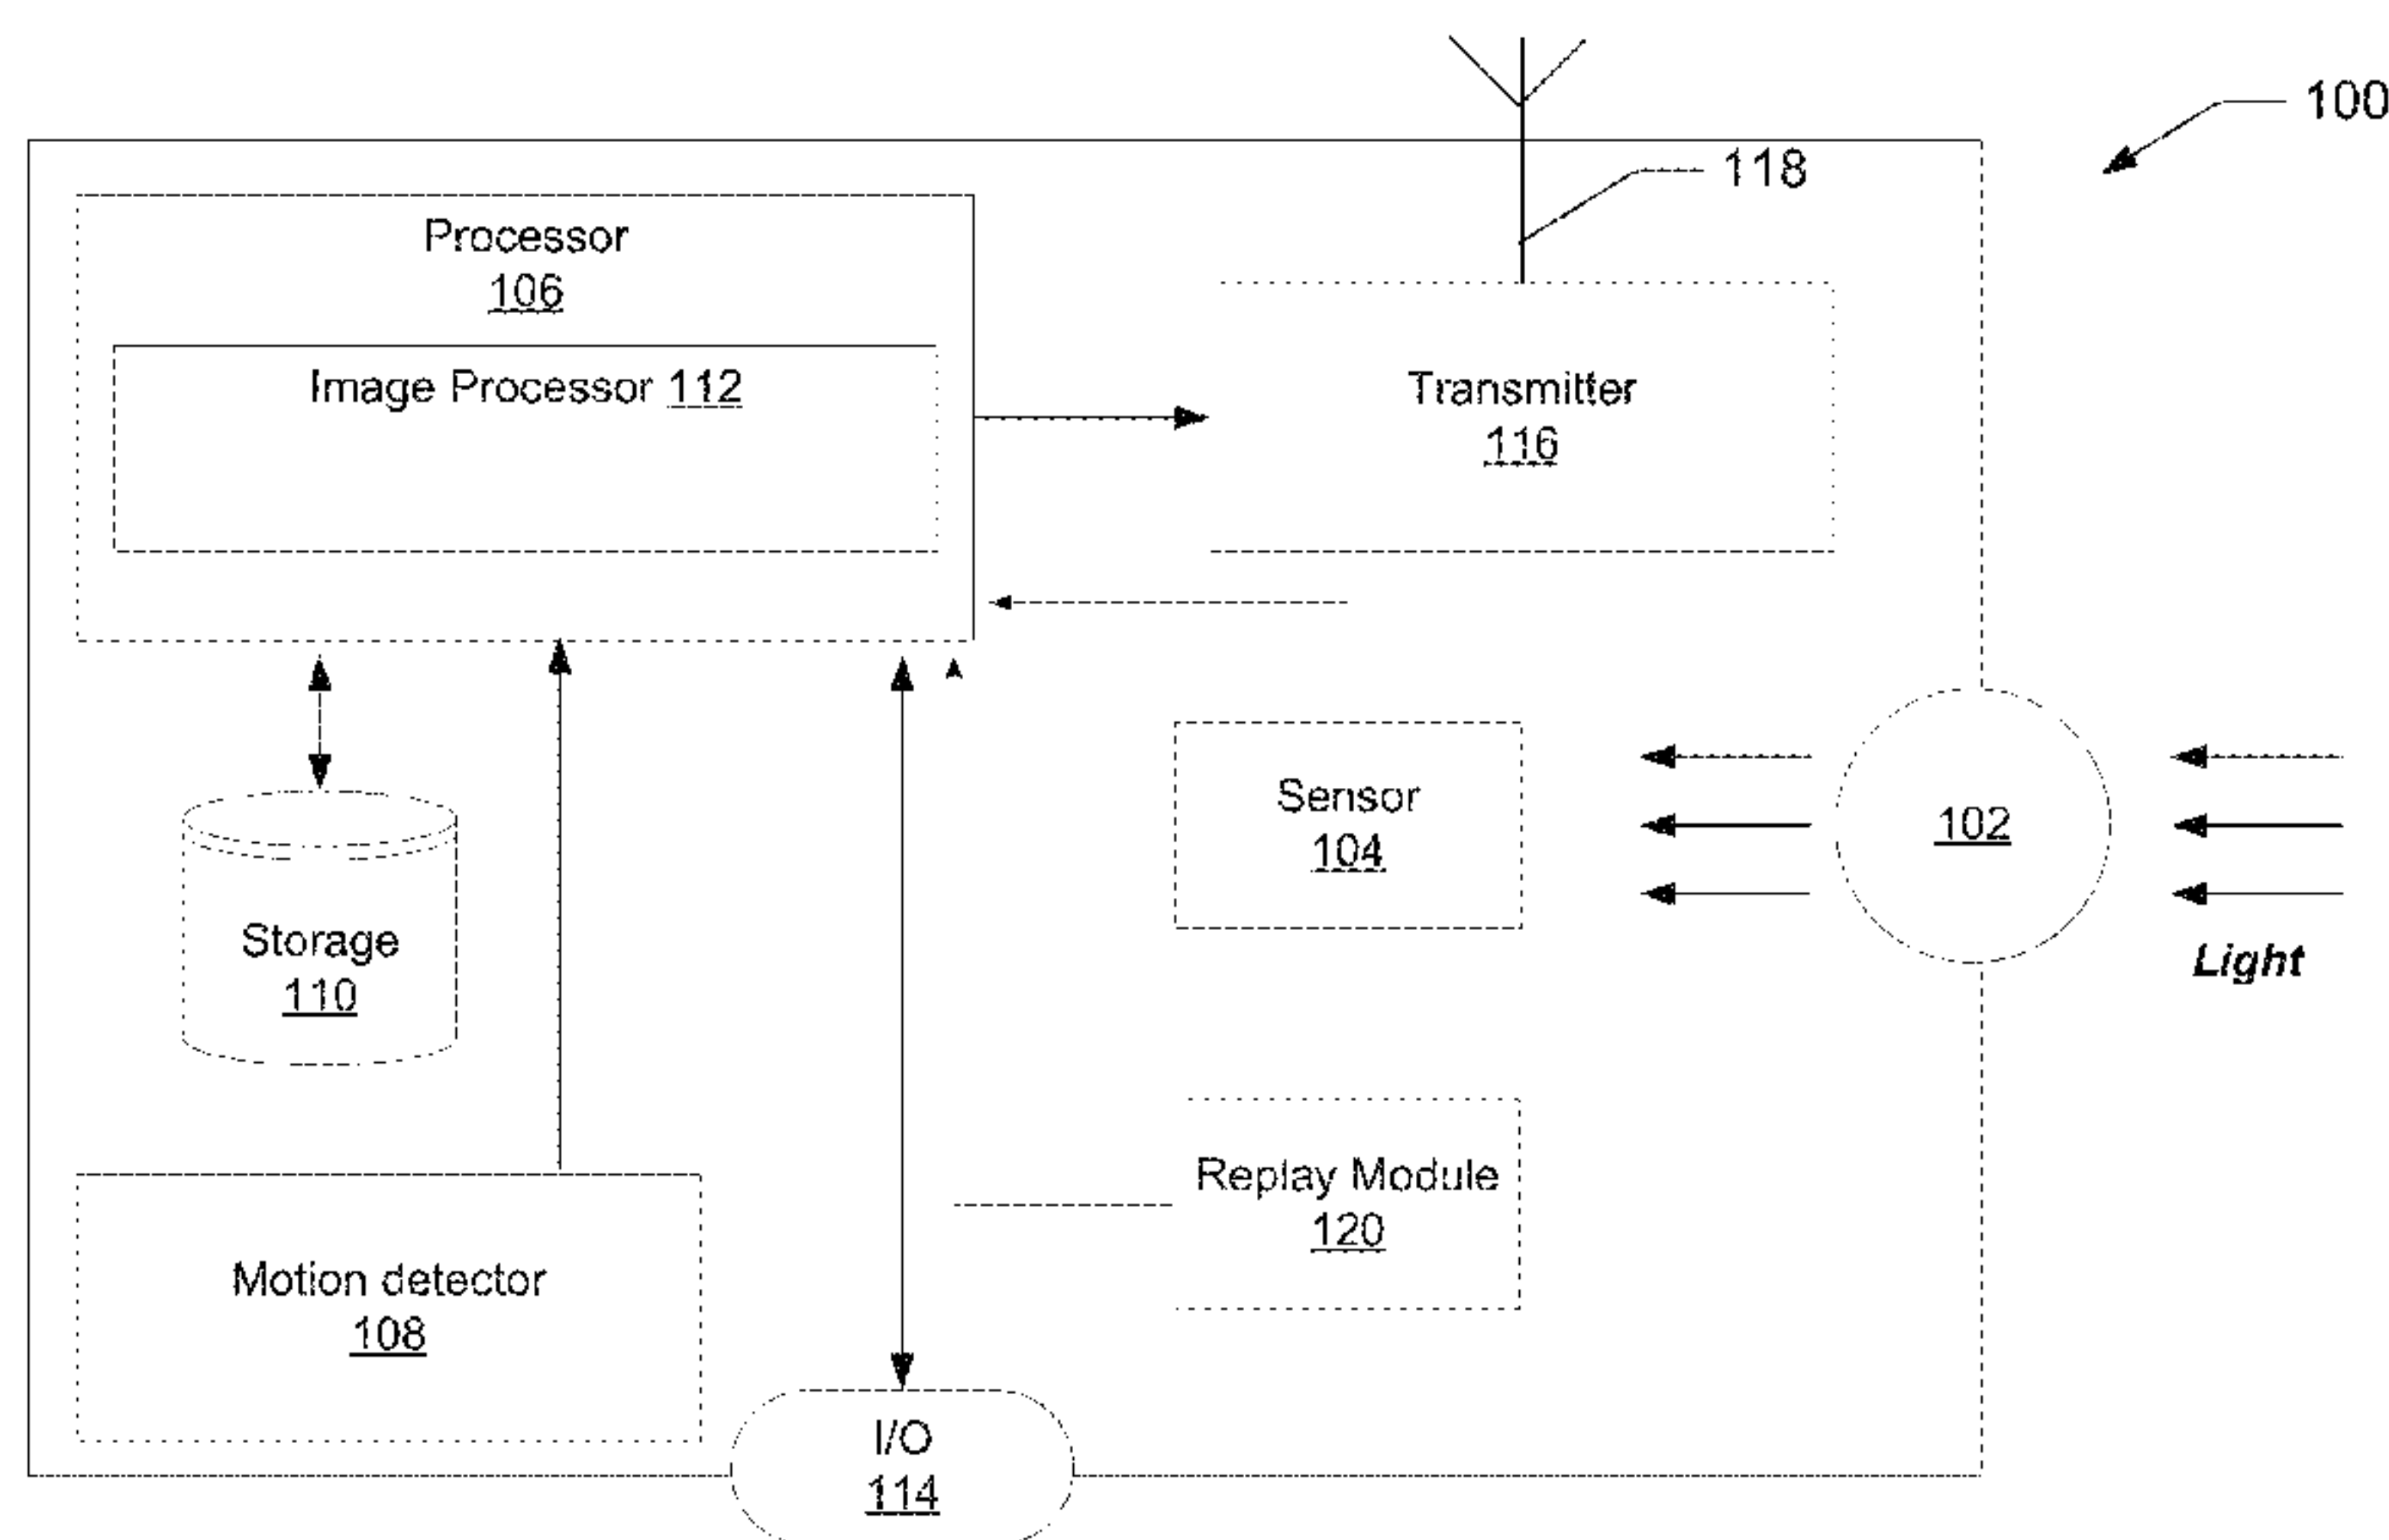 100
118
Processor
106
Image Processor 112
Transmitter
116
Sensor
104
102
Storage
110
Light
Replay Module
120
Motion detector
108
I/O
114